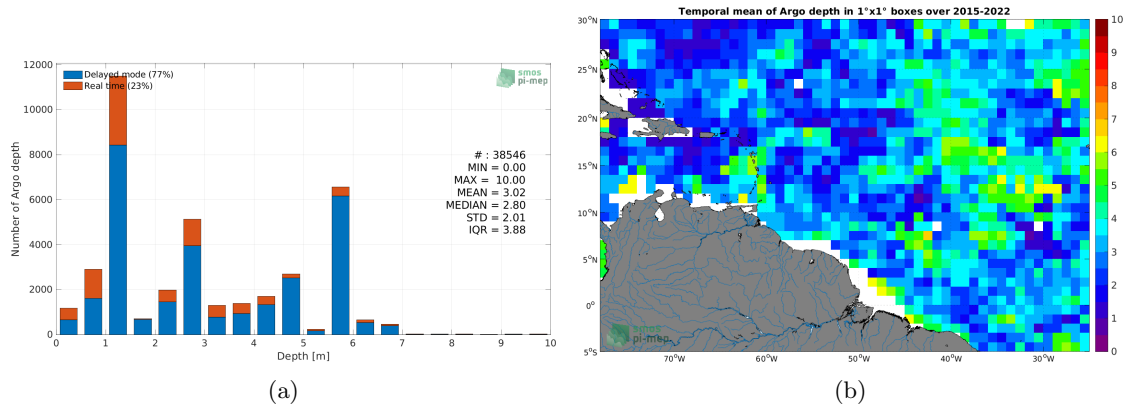 12000
10000
8000
6000
4000
2000
0
Number of Argo depth
Delayed mode (77%)
Real time (23%)
smos
pi-mep
# : 38546
MIN = 0.00
MAX = 10.00
MEAN = 3.02
MEDIAN = 2.80
STD = 2.01
IQR = 3.88
0 1 2 3 4 5 6 7 8 9 10
Depth [m]
(a)
Temporal mean of Argo depth in 1°x1° boxes over 2015-2022
30°N
25°N
20°N
15°N
10°N
5°N
0°
5°S
70°W 60°W 50°W 40°W 30°W
smos
pi-mep
10
9
8
7
6
5
4
3
2
1
0
(b)